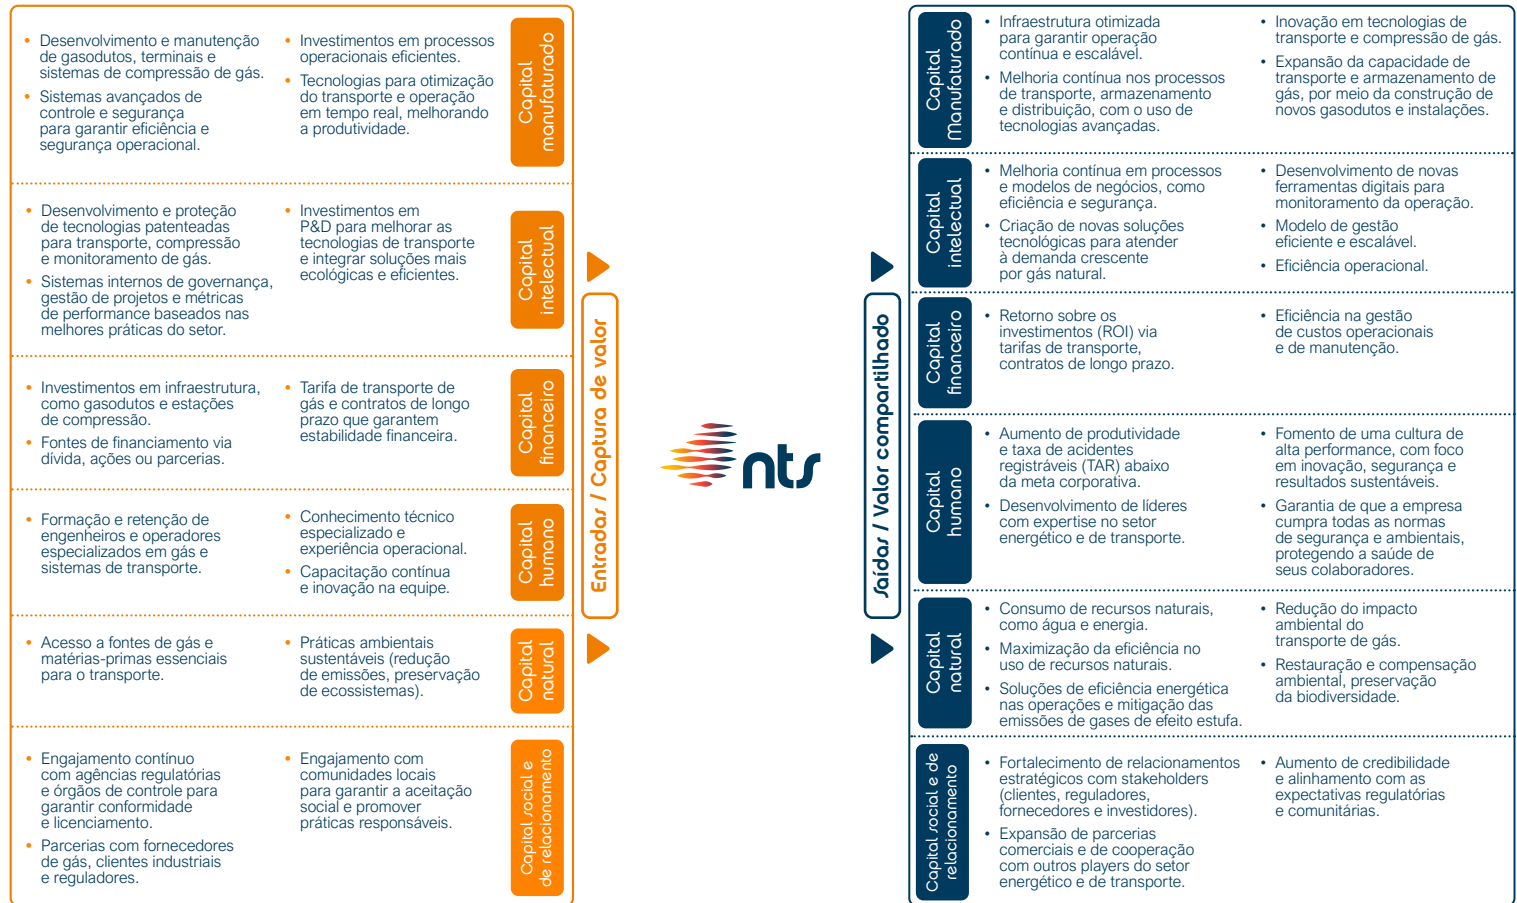 • Desenvolvimento e manutenção
de gasodutos, terminais e
sistemas de compressão de gás.
• Sistemas avançados de
controle e segurança
para garantir eficiência e
segurança operacional.
• Investimentos em processos
operacionais eficientes.
• Tecnologias para otimização
do transporte e operação
em tempo real, melhorando
a produtividade.
Capital
manufaturado
• Desenvolvimento e proteção
de tecnologias patenteadas
para transporte, compressão
e monitoramento de gás.
• Sistemas internos de governança,
gestão de projetos e métricas
de performance baseados nas
melhores práticas do setor.
• Investimentos em
P&D para melhorar as
tecnologias de transporte
e integrar soluções mais
ecológicas e eficientes.
Capital
intelectual
• Investimentos em infraestrutura,
como gasodutos e estações
de compressão.
• Fontes de financiamento via
dívida, ações ou parcerias.
• Tarifa de transporte de
gás e contratos de longo
prazo que garantem
estabilidade financeira.
Capital
financeiro
• Formação e retenção de
engenheiros e operadores
especializados em gás e
sistemas de transporte.
• Conhecimento técnico
especializado e
experiência operacional.
• Capacitação contínua
e inovação na equipe.
Capital
humano
• Acesso a fontes de gás e
matérias-primas essenciais
para o transporte.
• Práticas ambientais
sustentáveis (redução
de emissões, preservação
de ecossistemas).
Capital
natural
• Engajamento contínuo
com agências regulatórias
e órgãos de controle para
garantir conformidade
e licenciamento.
• Parcerias com fornecedores
de gás, clientes industriais
e reguladores.
• Engajamento com
comunidades locais
para garantir a aceitação
social e promover
práticas responsáveis.
Capital social e
de relacionamento
Entradas / Captura de valor
nts
Saídas / Valor compartilhado
Capital
Manufaturado
• Infraestrutura otimizada
para garantir operação
contínua e escalável.
• Melhoria contínua nos processos
de transporte, armazenamento
e distribuição, com o uso de
tecnologias avançadas.
• Inovação em tecnologias de
transporte e compressão de gás.
• Expansão da capacidade de
transporte e armazenamento de
gás, por meio da construção de
novos gasodutos e instalações.
Capital
intelectual
• Melhoria contínua em processos
e modelos de negócios, como
eficiência e segurança.
• Criação de novas soluções
tecnológicas para atender
à demanda crescente
por gás natural.
• Desenvolvimento de novas
ferramentas digitais para
monitoramento da operação.
• Modelo de gestão
eficiente e escalável.
• Eficiência operacional.
Capital
financeiro
• Retorno sobre os
investimentos (ROI) via
tarifas de transporte,
contratos de longo prazo.
• Eficiência na gestão
de custos operacionais
e de manutenção.
Capital
humano
• Aumento de produtividade
e taxa de acidentes
registráveis (TAR) abaixo
da meta corporativa.
• Desenvolvimento de líderes
com expertise no setor
energético e de transporte.
• Fomento de uma cultura de
alta performance, com foco
em inovação, segurança e
resultados sustentáveis.
• Garantia de que a empresa
cumpra todas as normas
de segurança e ambientais,
protegendo a saúde de
seus colaboradores.
Capital
natural
• Consumo de recursos naturais,
como água e energia.
• Maximização da eficiência no
uso de recursos naturais.
• Soluções de eficiência energética
nas operações e mitigação das
emissões de gases de efeito estufa.
• Redução do impacto
ambiental do
transporte de gás.
• Restauração e compensação
ambiental, preservação
da biodiversidade.
Capital social e de
relacionamento
• Fortalecimento de relacionamentos
estratégicos com stakeholders
(clientes, reguladores,
fornecedores e investidores).
• Expansão de parcerias
comerciais e de cooperação
com outros players do setor
energético e de transporte.
• Aumento de credibilidade
e alinhamento com as
expectativas regulatórias
e comunitárias.